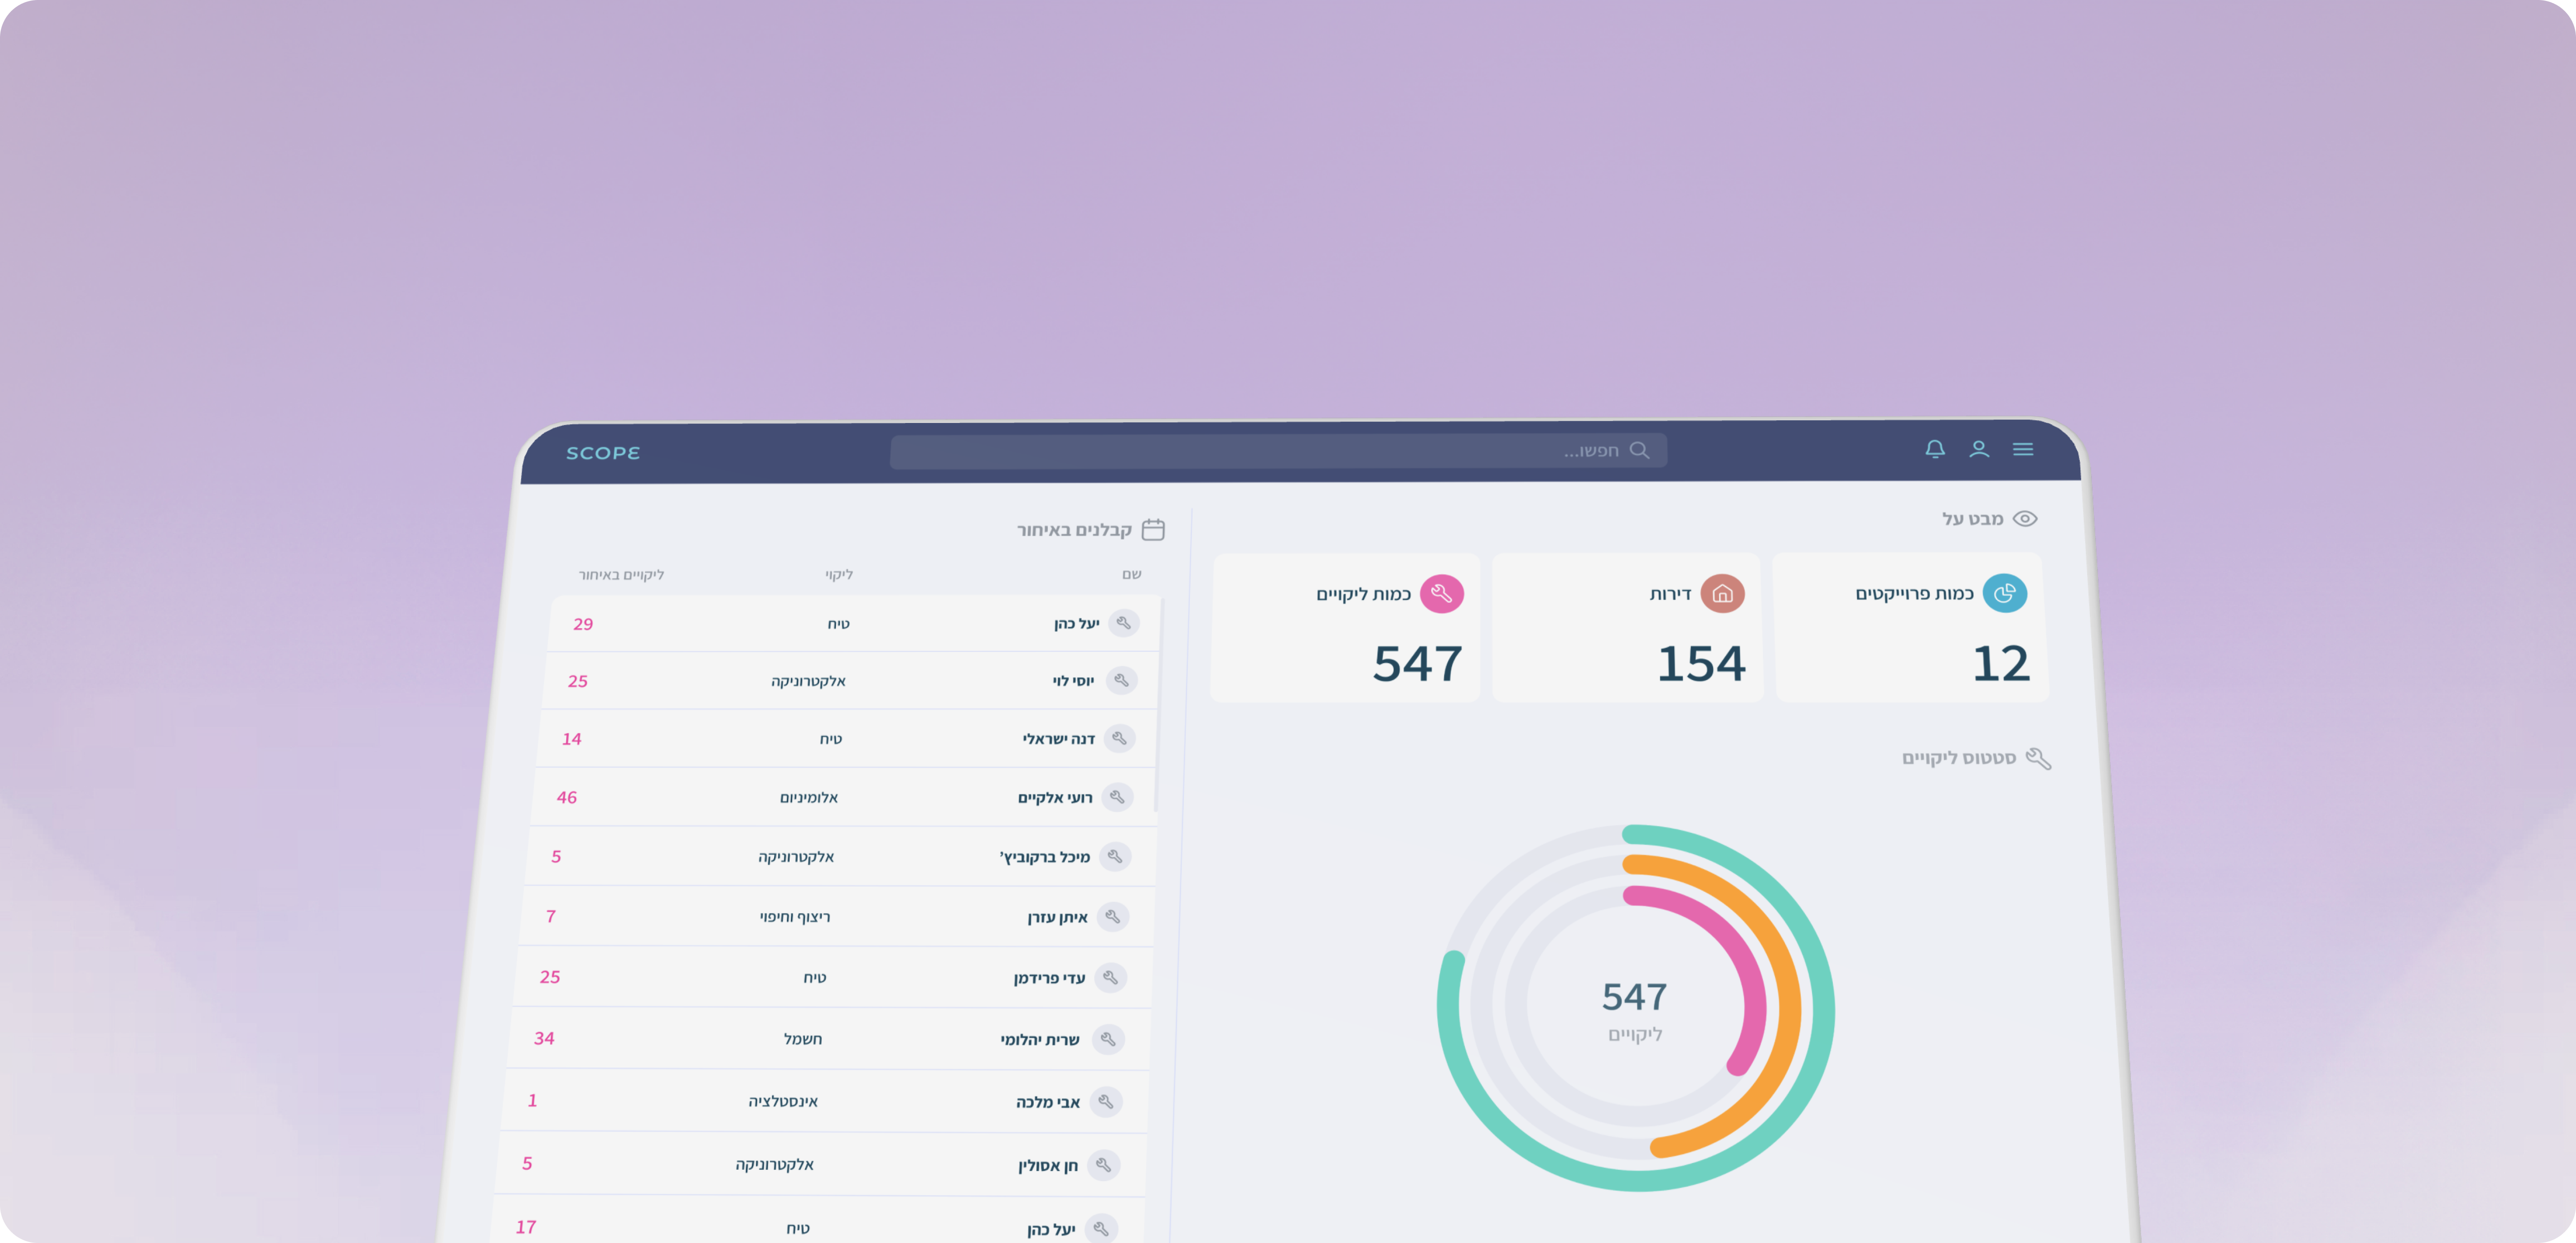 SCOPE
חפשו...
מבט על
כמות פרוייקטים
12
דירות
154
כמות ליקויים
547
סטטוס ליקויים
547
ליקויים
קבלנים באיחור
שם ליקוי ליקויים באיחור
יעל כהן טיח 29
יוסי לוי אלקטרוניקה 25
דנה ישראלי טיח 14
רועי אלקיים אלומיניום 46
מיכל ברקוביץ' אלקטרוניקה 5
איתן עזרן ריצוף וחיפוי 7
עדי פרידמן טיח 25
שרית יהלומי חשמל 34
אבי מלכה אינסטלציה 1
חן אסולין אלקטרוניקה 5
יעל כהן טיח 17